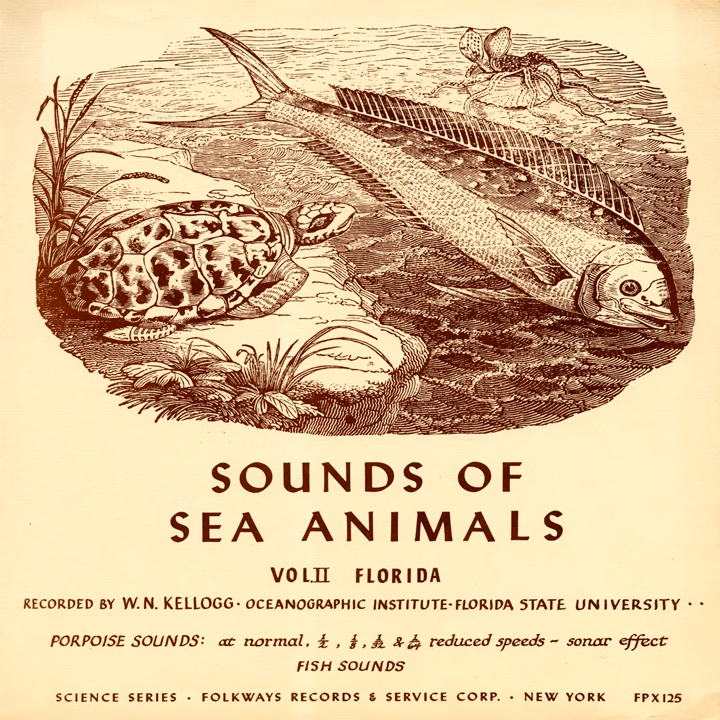 SOUNDS OF
SEA ANIMALS
VOL.II FLORIDA
RECORDED BY W. N. KELLOGG · OCEANOGRAPHIC INSTITUTE · FLORIDA STATE UNIVERSITY · ·
PORPOISE SOUNDS: at normal, 1/2, 1/8, 1/32 & 1/64 reduced speeds ~ sonar effect
FISH SOUNDS
SCIENCE SERIES · FOLKWAYS RECORDS & SERVICE CORP. · NEW YORK FPX125